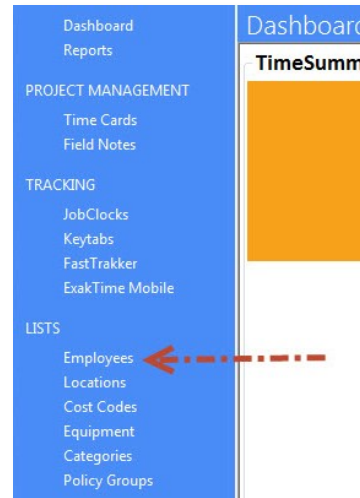 Dashboard
Reports
PROJECT MANAGEMENT
Time Cards
Field Notes
TRACKING
JobClocks
Keytabs
FastTrakker
ExakTime Mobile
LISTS
Employees
Locations
Cost Codes
Equipment
Categories
Policy Groups
Dashboard
TimeSumm